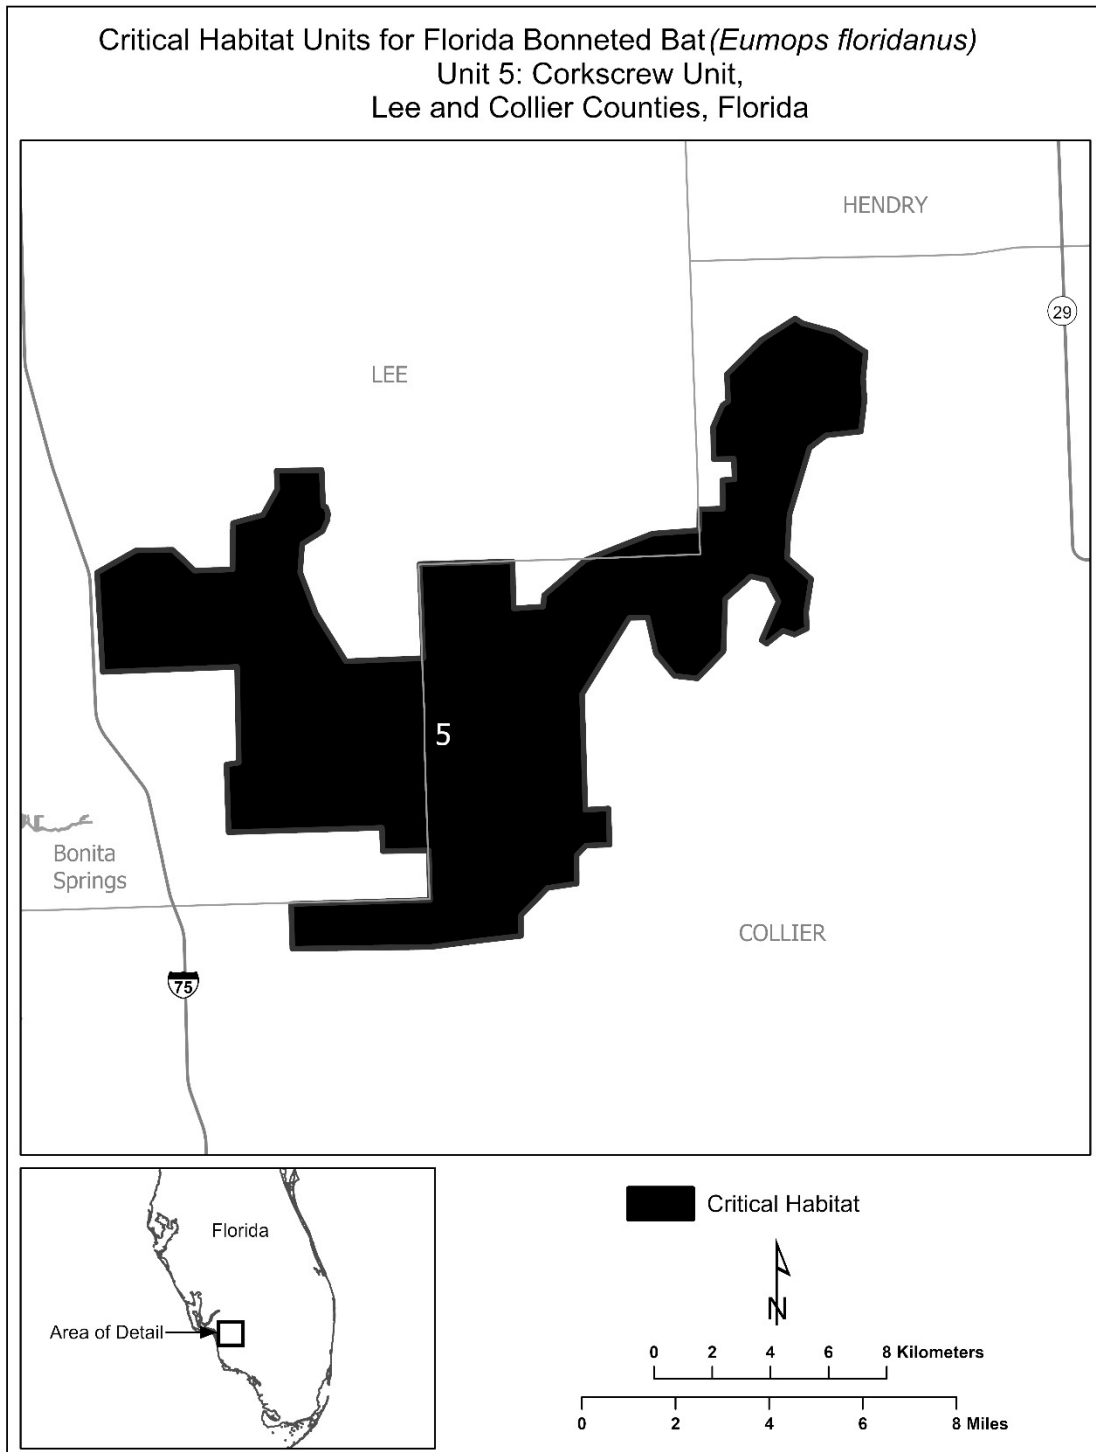 Critical Habitat Units for Florida Bonneted Bat (Eumops floridanus)
Unit 5: Corkscrew Unit,
Lee and Collier Counties, Florida
HENDRY
29
LEE
5
Bonita
Springs
COLLIER
75
Florida
Area of Detail
Critical Habitat
N
0 2 4 6 8 Kilometers
0 2 4 6 8 Miles